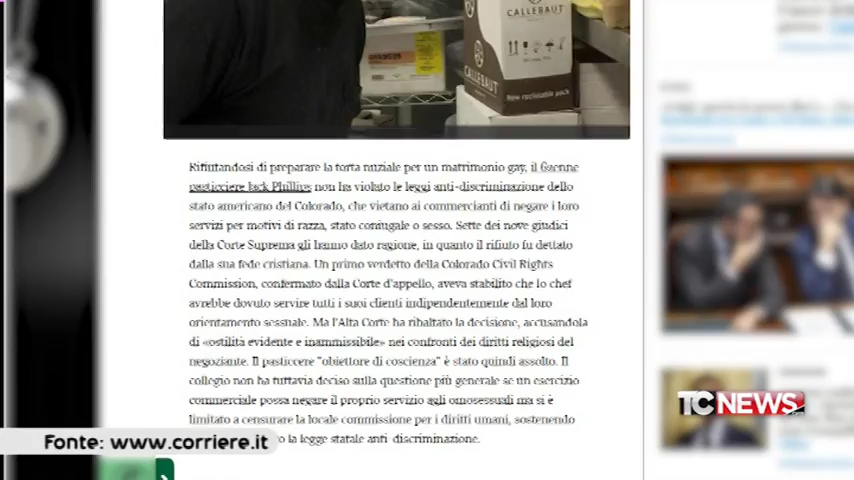 CALLEBAUT
CALLEBAUT
New recyclable pack
Rifiutandosi di preparare la torta nuziale per un matrimonio gay, il 6
pasticciere Jack Phillips non ha violato le leggi anti-discriminazione dello
stato americano del Colorado, che vietano ai commercianti di negare i loro
servizi per motivi di razza, stato coniugale o sesso. Sette dei nove giudici
della Corte Suprema gli hanno dato ragione, in quanto il rifiuto fu dettato
dalla sua fede cristiana. Un primo verdetto della Colorado Civil Rights
Commission, confermato dalla Corte d'appello, aveva stabilito che lo chef
avrebbe dovuto servire tutti i suoi clienti indipendentemente dal loro
orientamento sessuale. Ma l'Alta Corte ha ribaltato la decisione, accusandola
di «ostilità evidente e inammissibile» nei confronti dei diritti religiosi del
negoziante. Il pasticcere "obiettore di coscienza" è stato quindi assolto. Il
collegio non ha tuttavia deciso sulla questione più generale se un esercizio
commerciale possa negare il proprio servizio agli omosessuali ma si è
limitato a censurare la locale commissione per i diritti umani, sostenendo
o la legge statale anti-discriminazione.
TC NEWS
Fonte: www.corriere.it